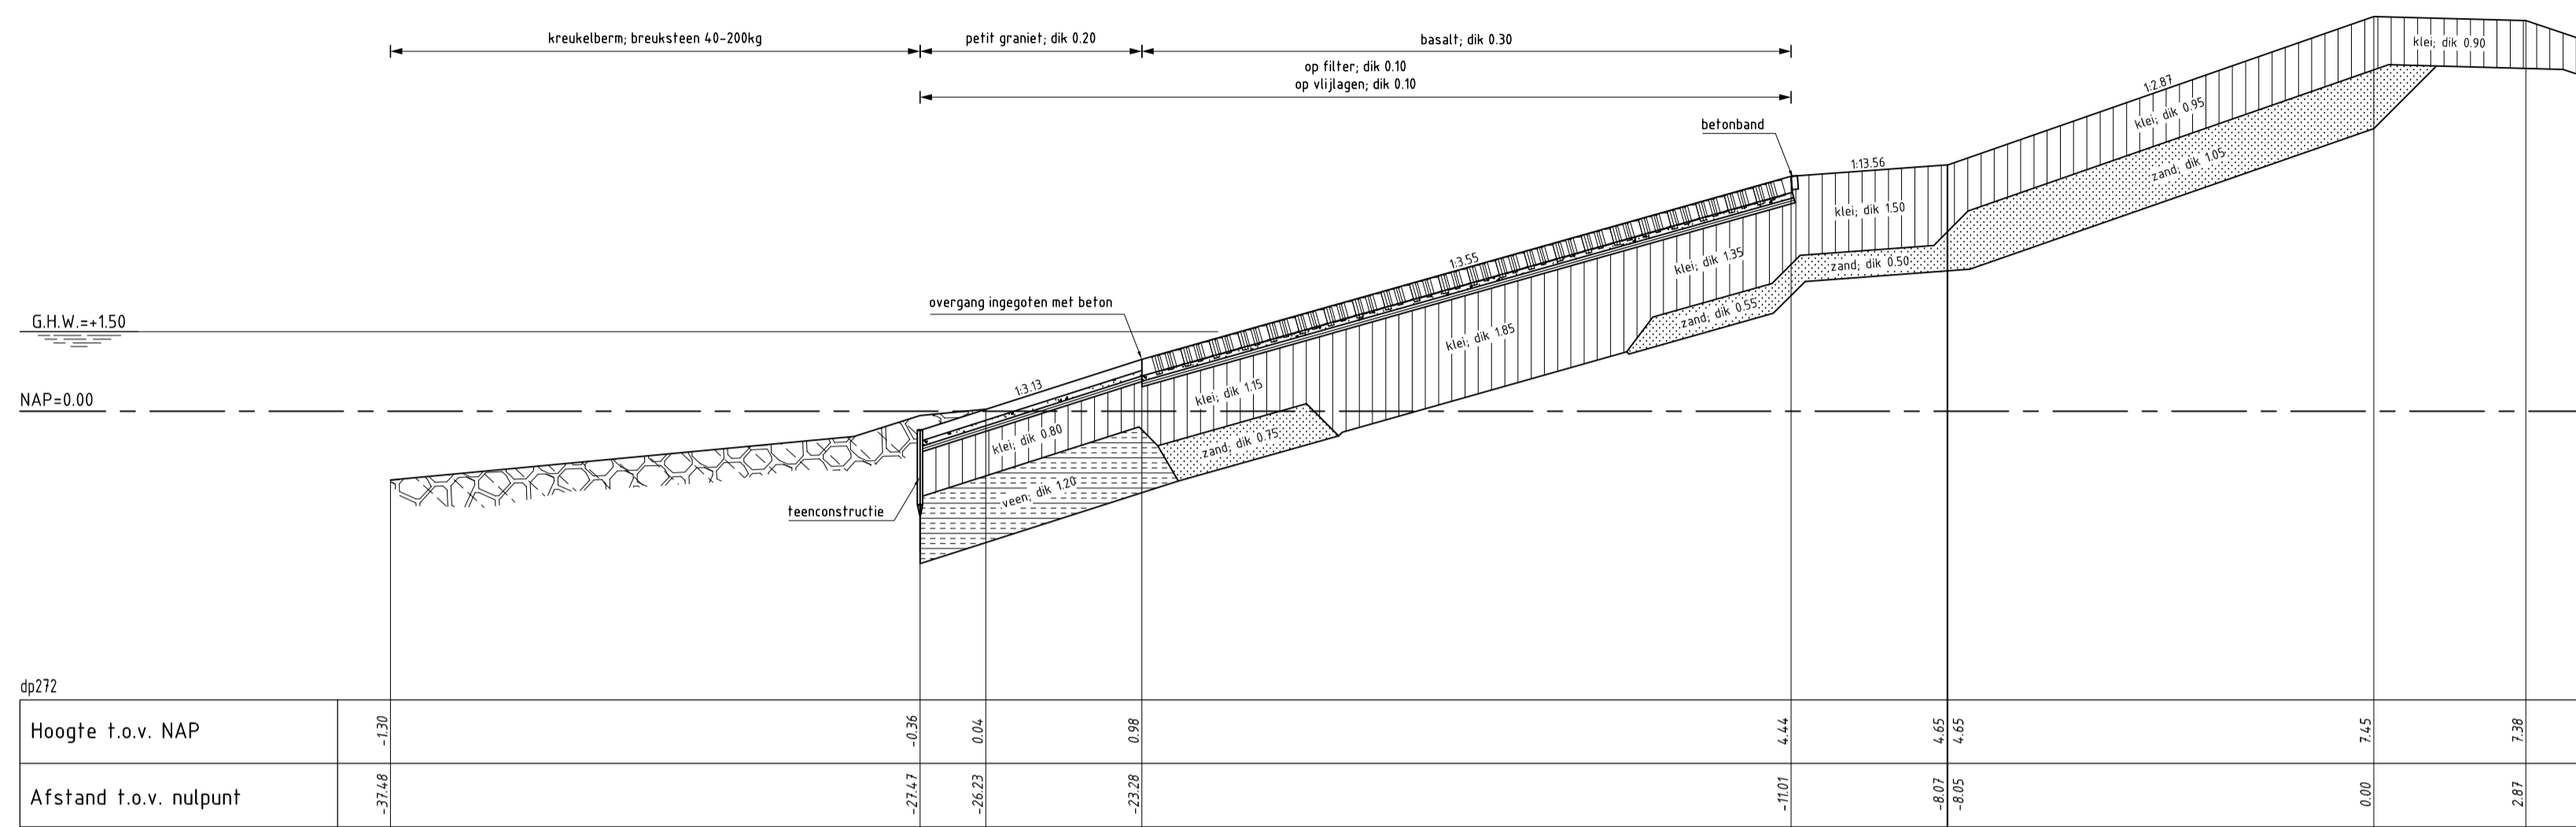 kreukelberm; breuksteen 40-200kg
petit graniet; dik 0.20
basalt; dik 0.30
op filter; dik 0.10
op vlijlagen; dik 0.10
klei; dik 0.90
1:2.87
klei; dik 0.95
zand; dik 1.05
betonband
1:13.56
klei; dik 1.50
zand; dik 0.50
1:3.55
klei; dik 1.35
zand; dik 0.55
klei; dik 1.85
overgang ingegoten met beton
G.H.W.=+1.50
1:3.13
klei; dik 1.15
NAP=0.00
klei; dik 0.80
zand; dik 0.75
veen; dik 1.20
teenconstructie
dp272
Hoogte t.o.v. NAP -1.30 -0.36 0.04 0.98 4.44 4.65 4.65 7.45 7.38
Afstand t.o.v. nulpunt -37.48 -27.47 -26.23 -23.28 -11.01 -8.07 -8.05 0.00 2.87